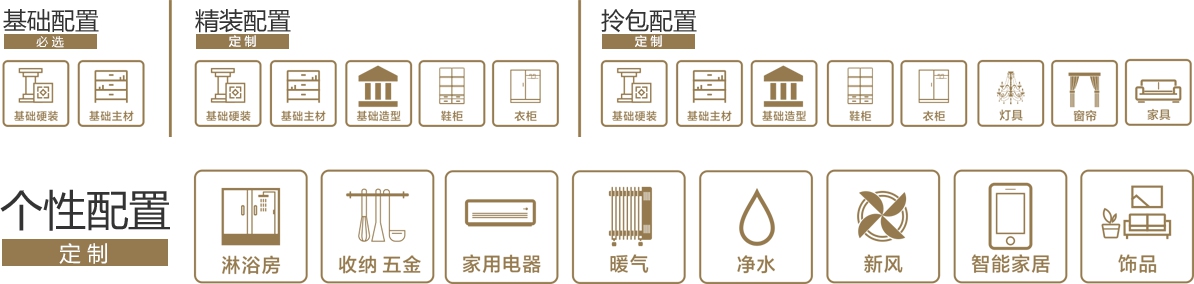 基础配置
必选
基础硬装 基础主材
精装配置
定制
基础硬装 基础主材 基础造型 鞋柜 衣柜
拎包配置
定制
基础硬装 基础主材 基础造型 鞋柜 衣柜 灯具 窗帘 家具
个性配置
定制
淋浴房 收纳 五金 家用电器 暖气 净水 新风 智能家居 饰品